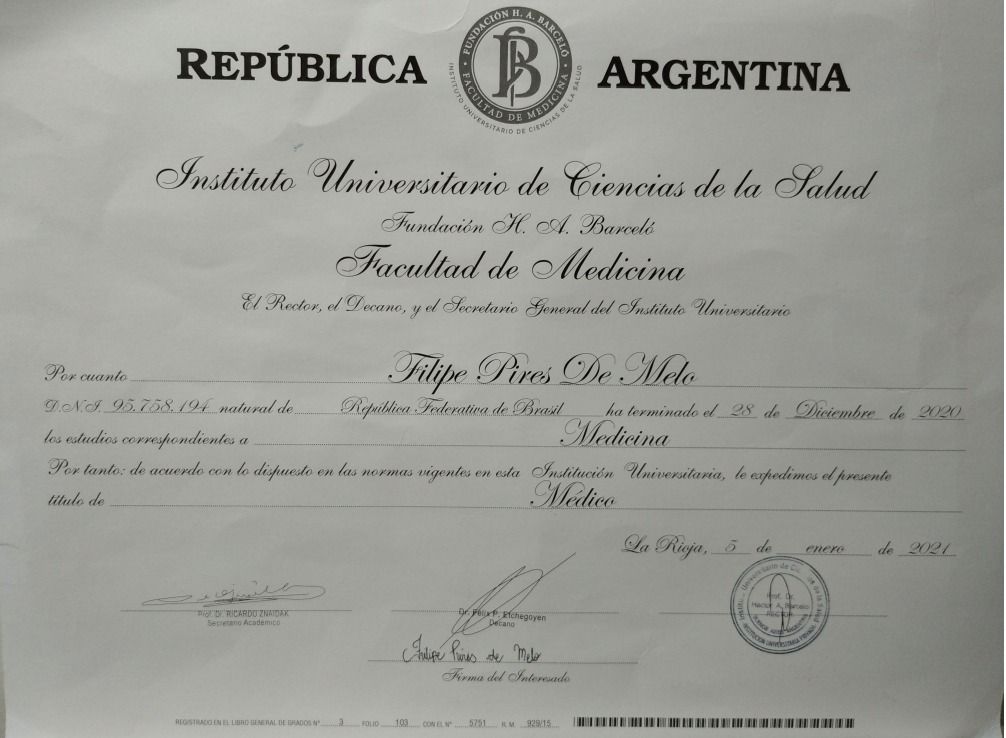 REPÚBLICA ARGENTINA
FUNDACIÓN H. A. BARCELÓ
FACULTAD DE MEDICINA
INSTITUTO UNIVERSITARIO DE CIENCIAS DE LA SALUD
Instituto Universitario de Ciencias de la Salud
Fundación H. A. Barceló
Facultad de Medicina
El Rector, el Decano, y el Secretario General del Instituto Universitario
Por cuanto Filipe Pires De Melo
D.N.I. 95.758.194 natural de República Federativa de Brasil ha terminado el 28 de Diciembre de 2020
los estudios correspondientes a Medicina
Por tanto: de acuerdo con lo dispuesto en las normas vigentes en esta Institución Universitaria, le expedimos el presente
título de Médico
La Rioja, 5 de enero de 2021
Prof. Dr. RICARDO ZNAIDAK
Secretario Académico
Dr. Félix P. Etchegoyen
Decano
Prof. Dr.
Héctor A. Barceló
RECTOR
Filipe Pires de Melo
Firma del Interesado
REGISTRADO EN EL LIBRO GENERAL DE GRADOS N° 3 FOLIO 103 CON EL N° 5751 R. M. 929/15